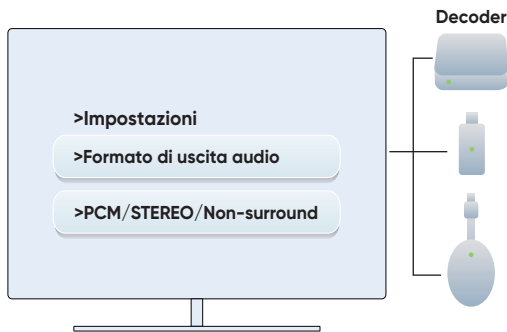 Decoder
>Impostazioni
>Formato di uscita audio
>PCM/STEREO/Non-surround